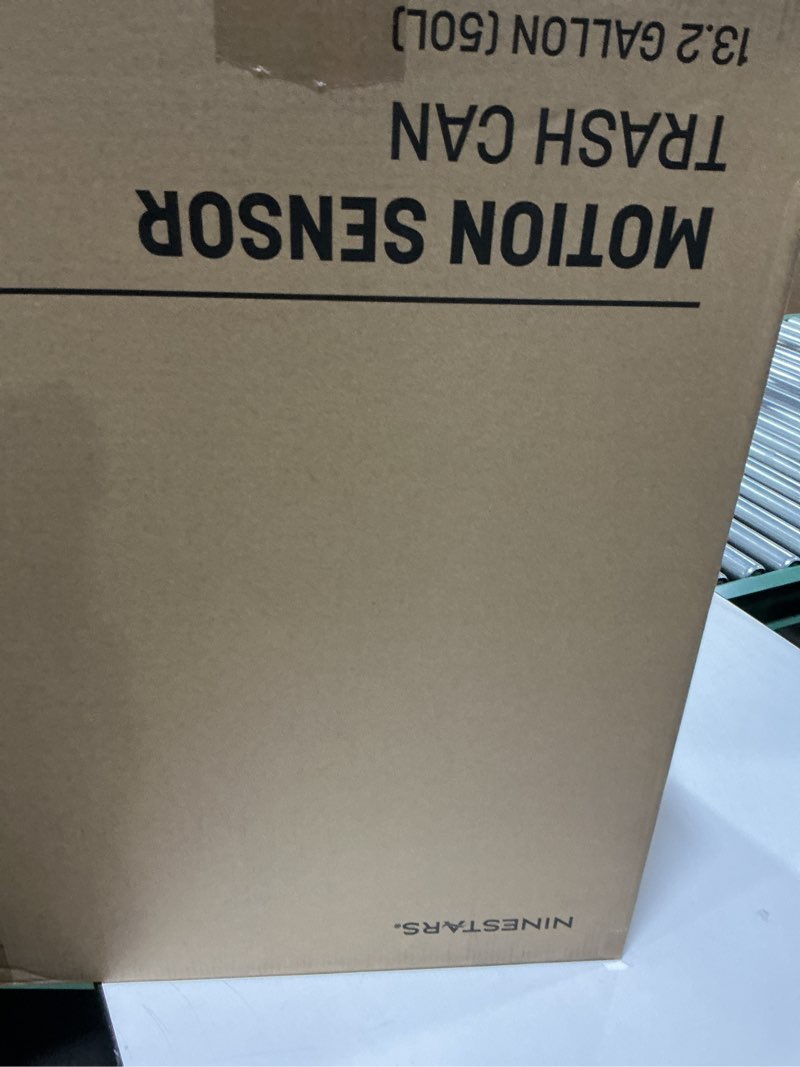 NINESTARS®
MOTION SENSOR
TRASH CAN
13.2 GALLON (50L)